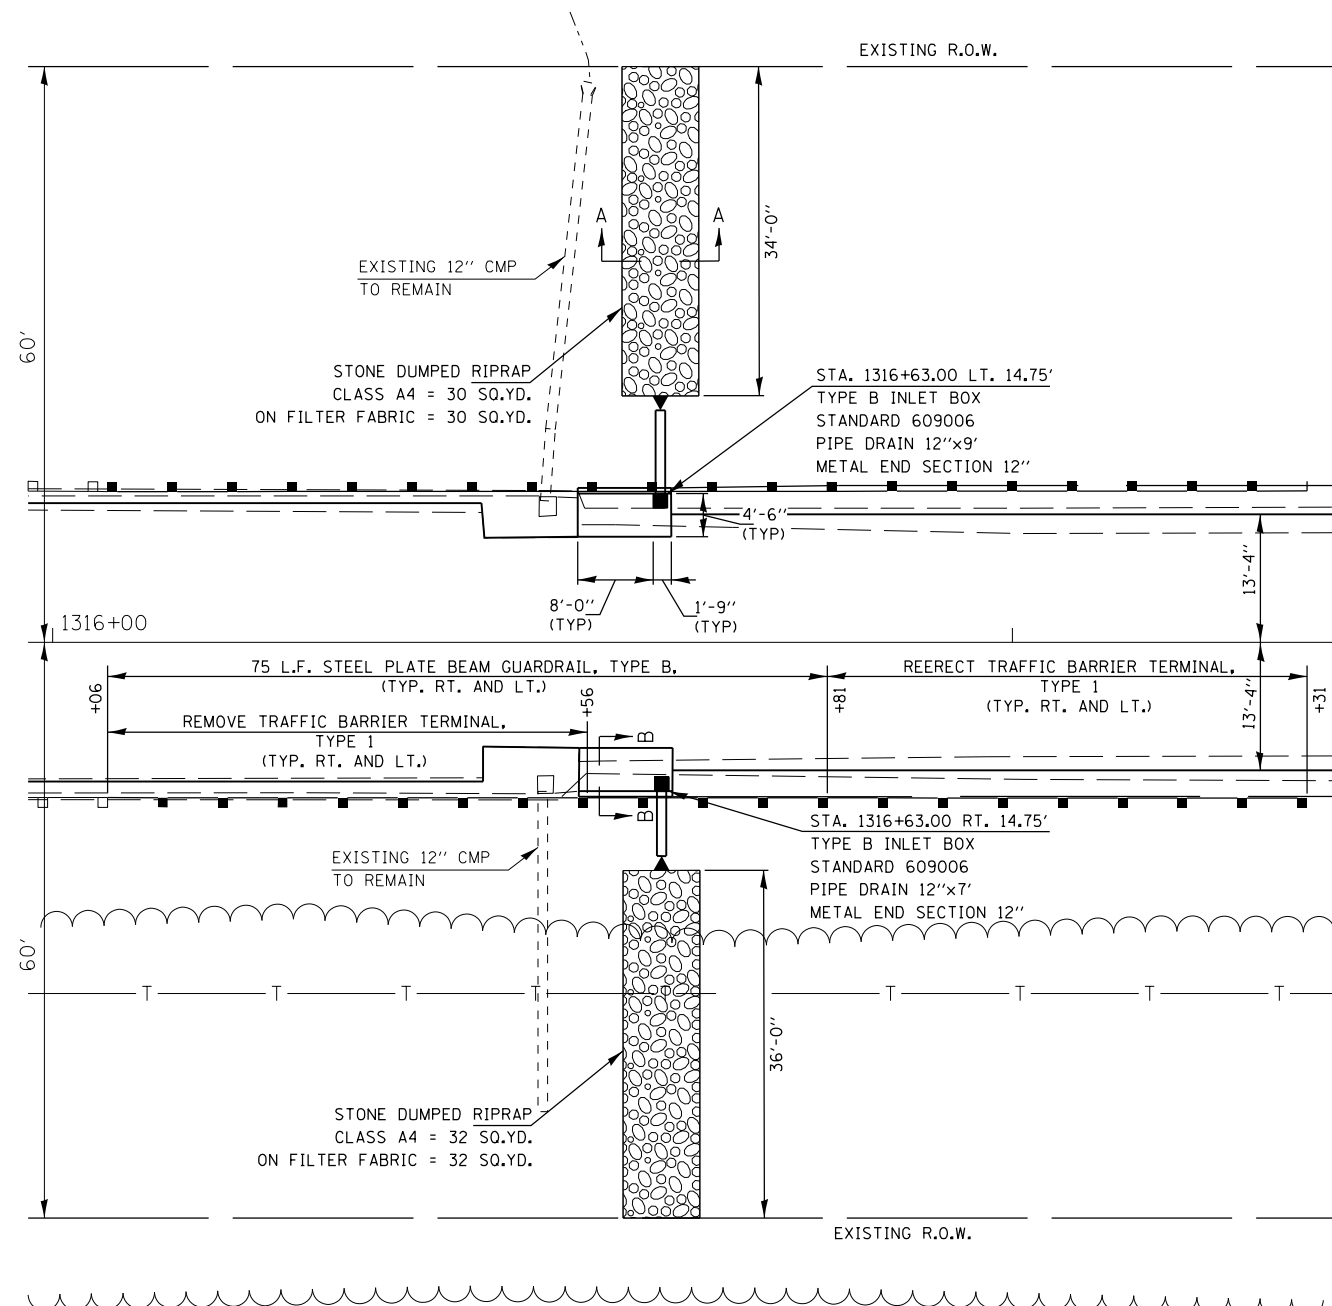 EXISTING R.O.W.
A
A
34'-0"
EXISTING 12" CMP
TO REMAIN
60'
STONE DUMPED RIPRAP
CLASS A4 = 30 SQ.YD.
ON FILTER FABRIC = 30 SQ.YD.
STA. 1316+63.00 LT. 14.75'
TYPE B INLET BOX
STANDARD 609006
PIPE DRAIN 12"x9'
METAL END SECTION 12"
4'-6"
(TYP)
8'-0"
(TYP)
1'-9"
(TYP)
13'-4"
1316+00
75 L.F. STEEL PLATE BEAM GUARDRAIL, TYPE B,
(TYP. RT. AND LT.)
REERECT TRAFFIC BARRIER TERMINAL,
TYPE 1
(TYP. RT. AND LT.)
+06
+56
+81
13'-4"
+31
REMOVE TRAFFIC BARRIER TERMINAL,
TYPE 1
(TYP. RT. AND LT.)
B
B
STA. 1316+63.00 RT. 14.75'
TYPE B INLET BOX
STANDARD 609006
PIPE DRAIN 12"x7'
METAL END SECTION 12"
EXISTING 12" CMP
TO REMAIN
60'
T T T T T T T T T
36'-0"
STONE DUMPED RIPRAP
CLASS A4 = 32 SQ.YD.
ON FILTER FABRIC = 32 SQ.YD.
EXISTING R.O.W.